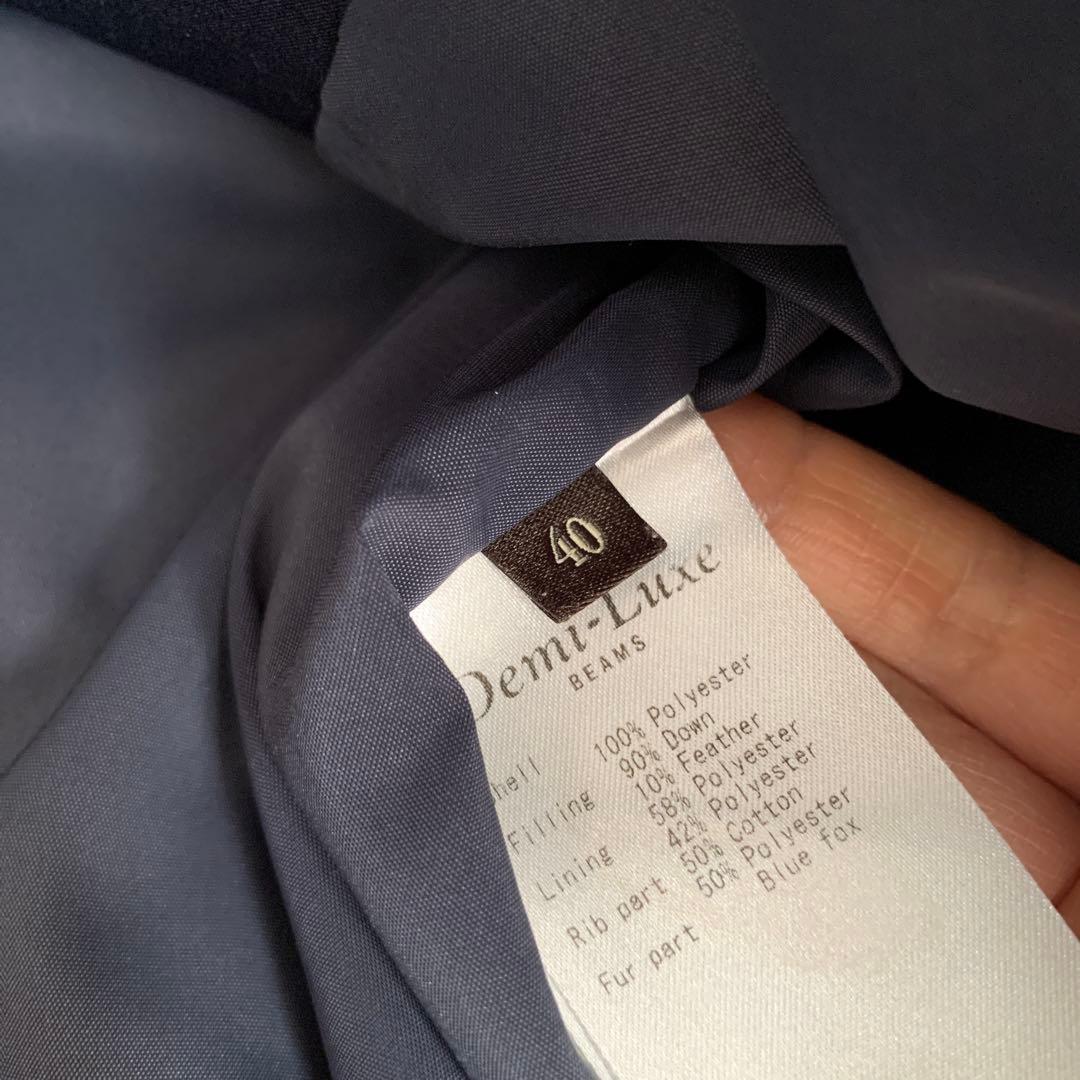 40
Demi-Luxe
BEAMS
Shell 100% Polyester
Filling 90% Down
10% Feather
Lining 58% Polyester
42% Polyester
Rib part 50% Cotton
50% Polyester
Fur part Blue fox